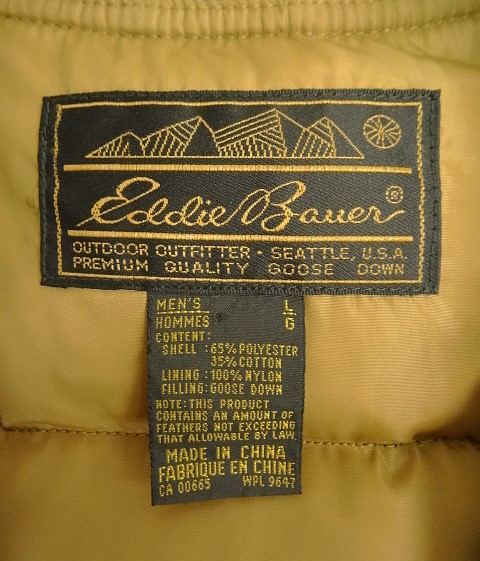 Eddie Bauer®
OUTDOOR OUTFITTER · SEATTLE, U.S.A.
PREMIUM QUALITY GOOSE DOWN
MEN'S L
HOMMES G
CONTENT:
SHELL :65% POLYESTER
35% COTTON
LINING :100% NYLON
FILLING:GOOSE DOWN
NOTE:THIS PRODUCT
CONTAINS AN AMOUNT OF
FEATHERS NOT EXCEEDING
THAT ALLOWABLE BY LAW.
MADE IN CHINA
FABRIQUE EN CHINE
CA 00665 WPL 9647